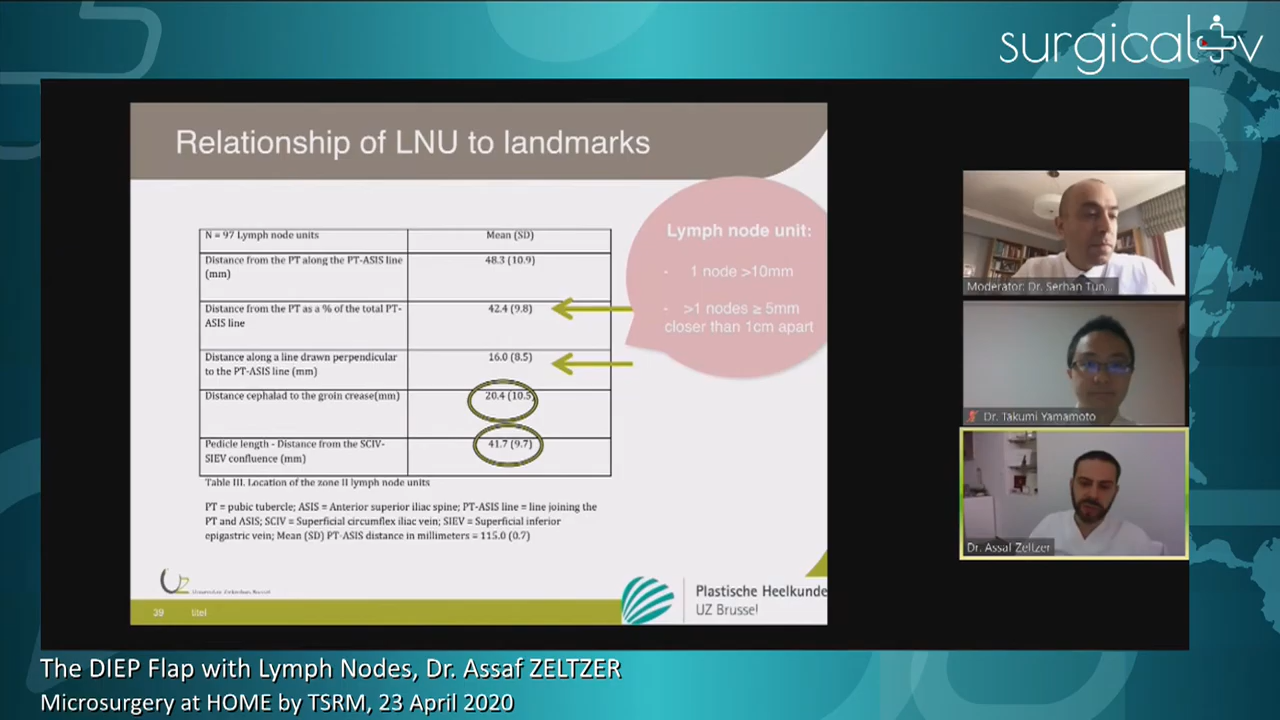 surgical tv
Relationship of LNU to landmarks
N = 97 Lymph node units
Mean (SD)
Distance from the PT along the PT-ASIS line
(mm)
48.3 (10.9)
Distance from the PT as a % of the total PT-
ASIS line
42.4 (9.8)
Distance along a line drawn perpendicular
to the PT-ASIS line (mm)
16.0 (8.5)
Distance cephalad to the groin crease(mm)
20.4 (10.5)
Pedicle length - Distance from the SCIV-
SIEV confluence (mm)
41.7 (9.7)
Table III. Location of the zone II lymph node units
PT = pubic tubercle; ASIS = Anterior superior iliac spine; PT-ASIS line = line joining the
PT and ASIS; SCIV = Superficial circumflex iliac vein; SIEV = Superficial inferior
epigastric vein; Mean (SD) PT-ASIS distance in millimeters = 115.0 (0.7)
Lymph node unit:
- 1 node >10mm
- >1 nodes ≥ 5mm
closer than 1cm apart
39 titel
Plastische Heelkunde
UZ Brussel
Moderator: Dr. Serhan Tun...
Dr. Takumi Yamamoto
Dr. Assaf Zeltzer
The DIEP Flap with Lymph Nodes, Dr. Assaf ZELTZER
Microsurgery at HOME by TSRM, 23 April 2020